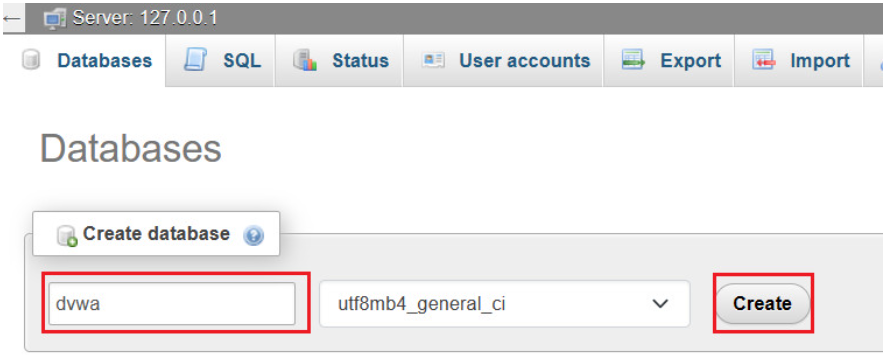 Server: 127.0.0.1
Databases SQL Status User accounts Export Import
Databases
Create database
dvwa utf8mb4_general_ci Create